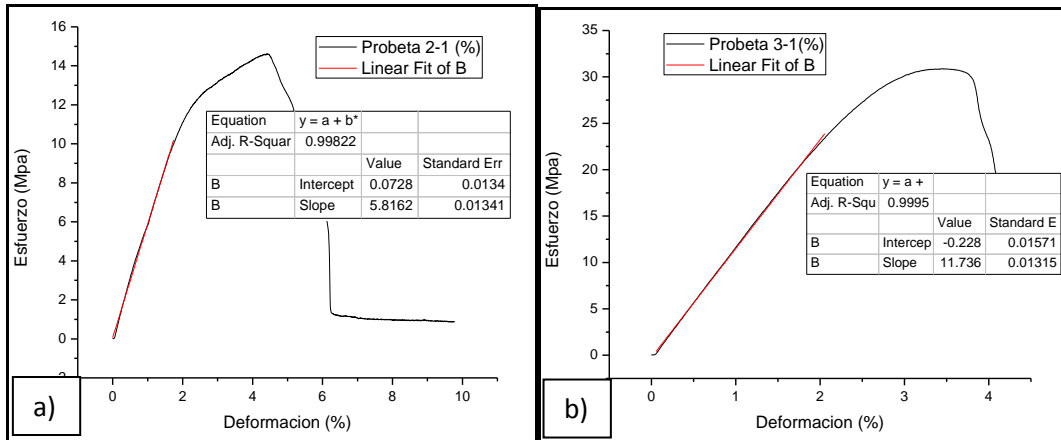 16
14
12
10
8
6
4
2
0
Esfuerzo (Mpa)
Probeta 2-1 (%)
Linear Fit of B
Equation y = a + b*
Adj. R-Squar 0.99822
Value Standard Err
B Intercept 0.0728 0.0134
B Slope 5.8162 0.01341
0 2 4 6 8 10
Deformacion (%)
a)
35
30
25
20
15
10
5
0
Esfuerzo (Mpa)
Probeta 3-1(%)
Linear Fit of B
Equation y = a +
Adj. R-Squ 0.9995
Value Standard E
B Intercep -0.228 0.01571
B Slope 11.736 0.01315
0 1 2 3 4
Deformacion (%)
b)